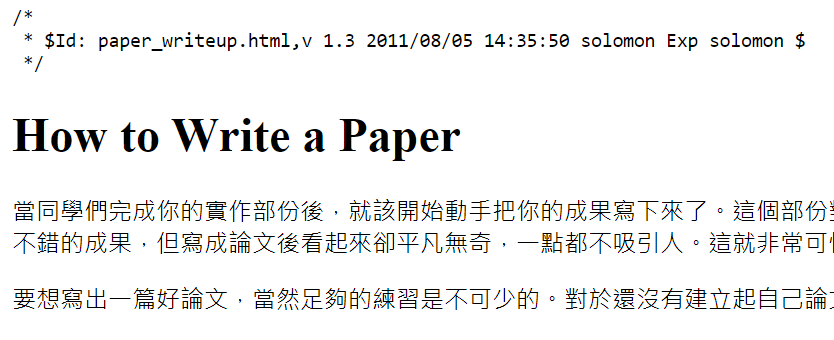 /*
 * $Id: paper_writeup.html,v 1.3 2011/08/05 14:35:50 solomon Exp solomon $
 */
How to Write a Paper
當同學們完成你的實作部份後，就該開始動手把你的成果寫下來了。這個部份
不錯的成果，但寫成論文後看起來卻平凡無奇，一點都不吸引人。這就非常可
要想寫出一篇好論文，當然足夠的練習是不可少的。對於還沒有建立起自己論